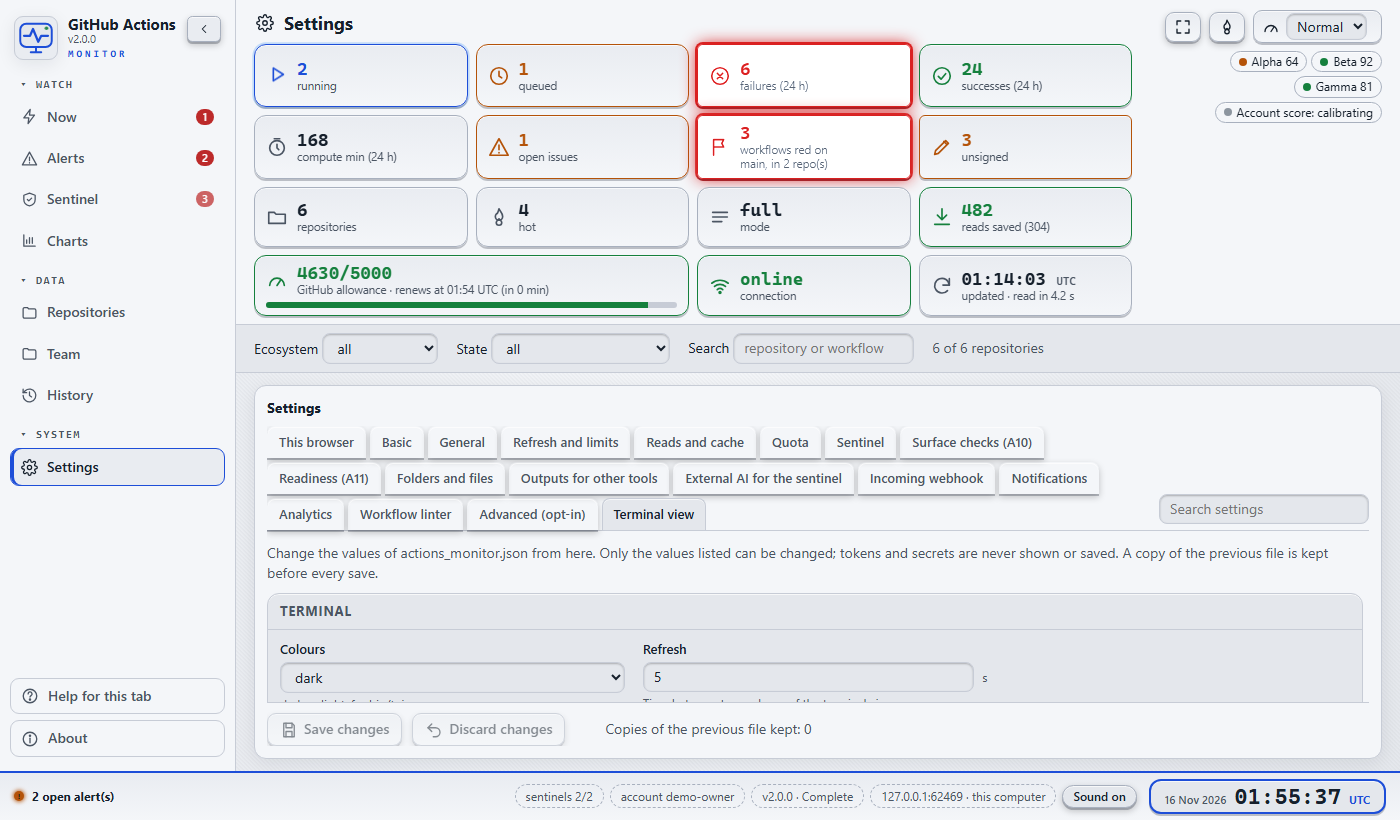 GitHub Actions
v2.0.0
MONITOR
WATCH
Now 1
Alerts 2
Sentinel 3
Charts
DATA
Repositories
Team
History
SYSTEM
Settings
Help for this tab
About
Settings
Normal
Alpha 64
Beta 92
Gamma 81
Account score: calibrating
2
running
1
queued
6
failures (24 h)
24
successes (24 h)
168
compute min (24 h)
1
open issues
3
workflows red on
main, in 2 repo(s)
3
unsigned
6
repositories
4
hot
full
mode
482
reads saved (304)
4630/5000
GitHub allowance · renews at 01:54 UTC (in 0 min)
online
connection
01:14:03 UTC
updated · read in 4.2 s
Ecosystem all State all Search repository or workflow 6 of 6 repositories
Settings
This browser Basic General Refresh and limits Reads and cache Quota Sentinel Surface checks (A10)
Readiness (A11) Folders and files Outputs for other tools External AI for the sentinel Incoming webhook Notifications
Analytics Workflow linter Advanced (opt-in) Terminal view
Search settings
Change the values of actions_monitor.json from here. Only the values listed can be changed; tokens and secrets are never shown or saved. A copy of the previous file is kept
before every save.
TERMINAL
Colours
dark
Refresh
5 s
Save changes Discard changes Copies of the previous file kept: 0
2 open alert(s)
sentinels 2/2
account demo-owner
v2.0.0 · Complete
127.0.0.1:62469 · this computer
Sound on
16 Nov 2026 01:55:37 UTC